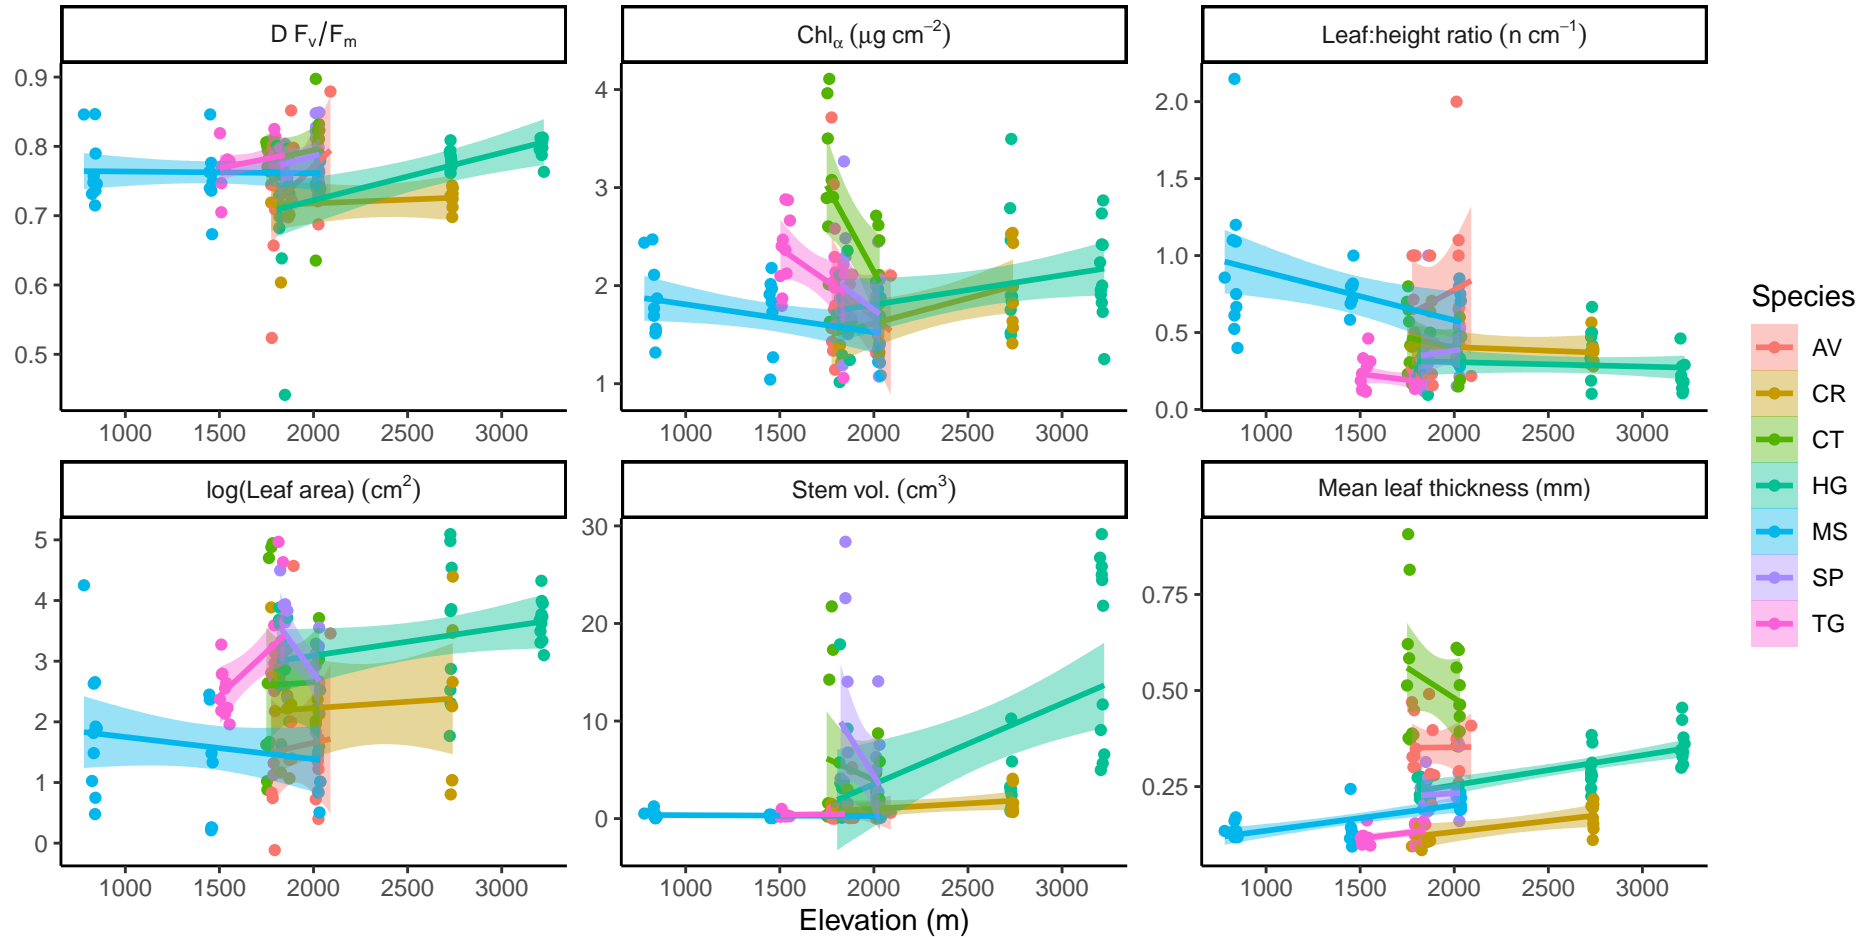 D Fᵥ/Fₘ
Chlα (μg cm⁻²)
Leaf:height ratio (n cm⁻¹)
0.9
0.8
0.7
0.6
0.5
4
3
2
1
2.0
1.5
1.0
0.5
0.0
1000 1500 2000 2500 3000
1000 1500 2000 2500 3000
1000 1500 2000 2500 3000
log(Leaf area) (cm²)
Stem vol. (cm³)
Mean leaf thickness (mm)
5
4
3
2
1
0
30
20
10
0
0.75
0.50
0.25
1000 1500 2000 2500 3000
1000 1500 2000 2500 3000
1000 1500 2000 2500 3000
Elevation (m)
Species
AV
CR
CT
HG
MS
SP
TG